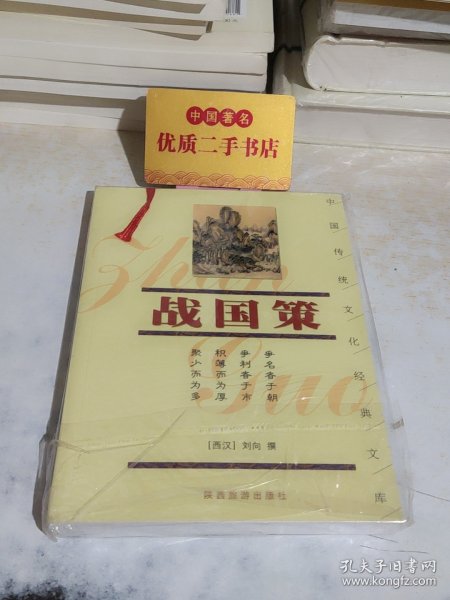 中国著名
优质二手书店
中国传统文化经典文库
Zhan
Guo
战国策
争名者于朝
争利者于市
积薄而为厚
聚少而为多
[西汉] 刘向 撰
陕西旅游出版社
孔夫子旧书网
www.kongfz.com